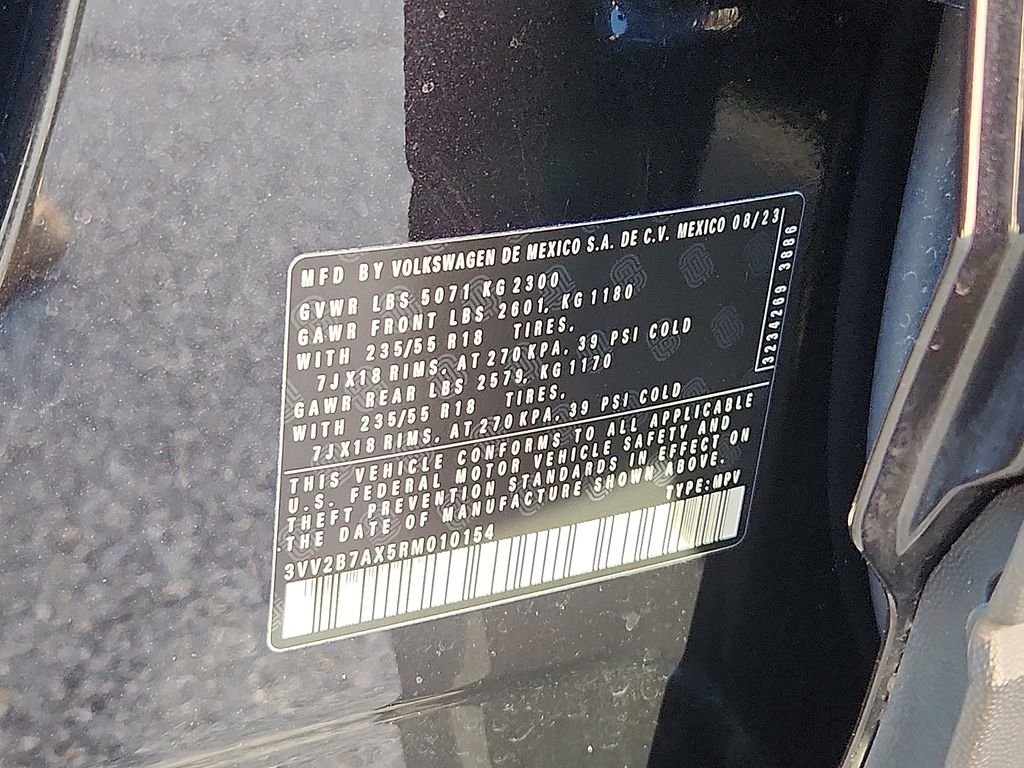 MFD BY VOLKSWAGEN DE MEXICO S.A. DE C.V. MEXICO 08/23
GVWR LBS 5071 KG 2300
GAWR FRONT LBS 2601, KG 1180
WITH 235/55 R18 TIRES.
7JX18 RIMS. AT 270 KPA. 39 PSI COLD
GAWR REAR LBS 2579, KG 1170
WITH 235/55 R18 TIRES.
7JX18 RIMS. AT 270 KPA. 39 PSI COLD
3234269 3886
THIS VEHICLE CONFORMS TO ALL APPLICABLE
U.S. FEDERAL MOTOR VEHICLE SAFETY AND
THEFT PREVENTION STANDARDS IN EFFECT ON
THE DATE OF MANUFACTURE SHOWN ABOVE.
TYPE: MPV
3VV2B7AX5RM010154